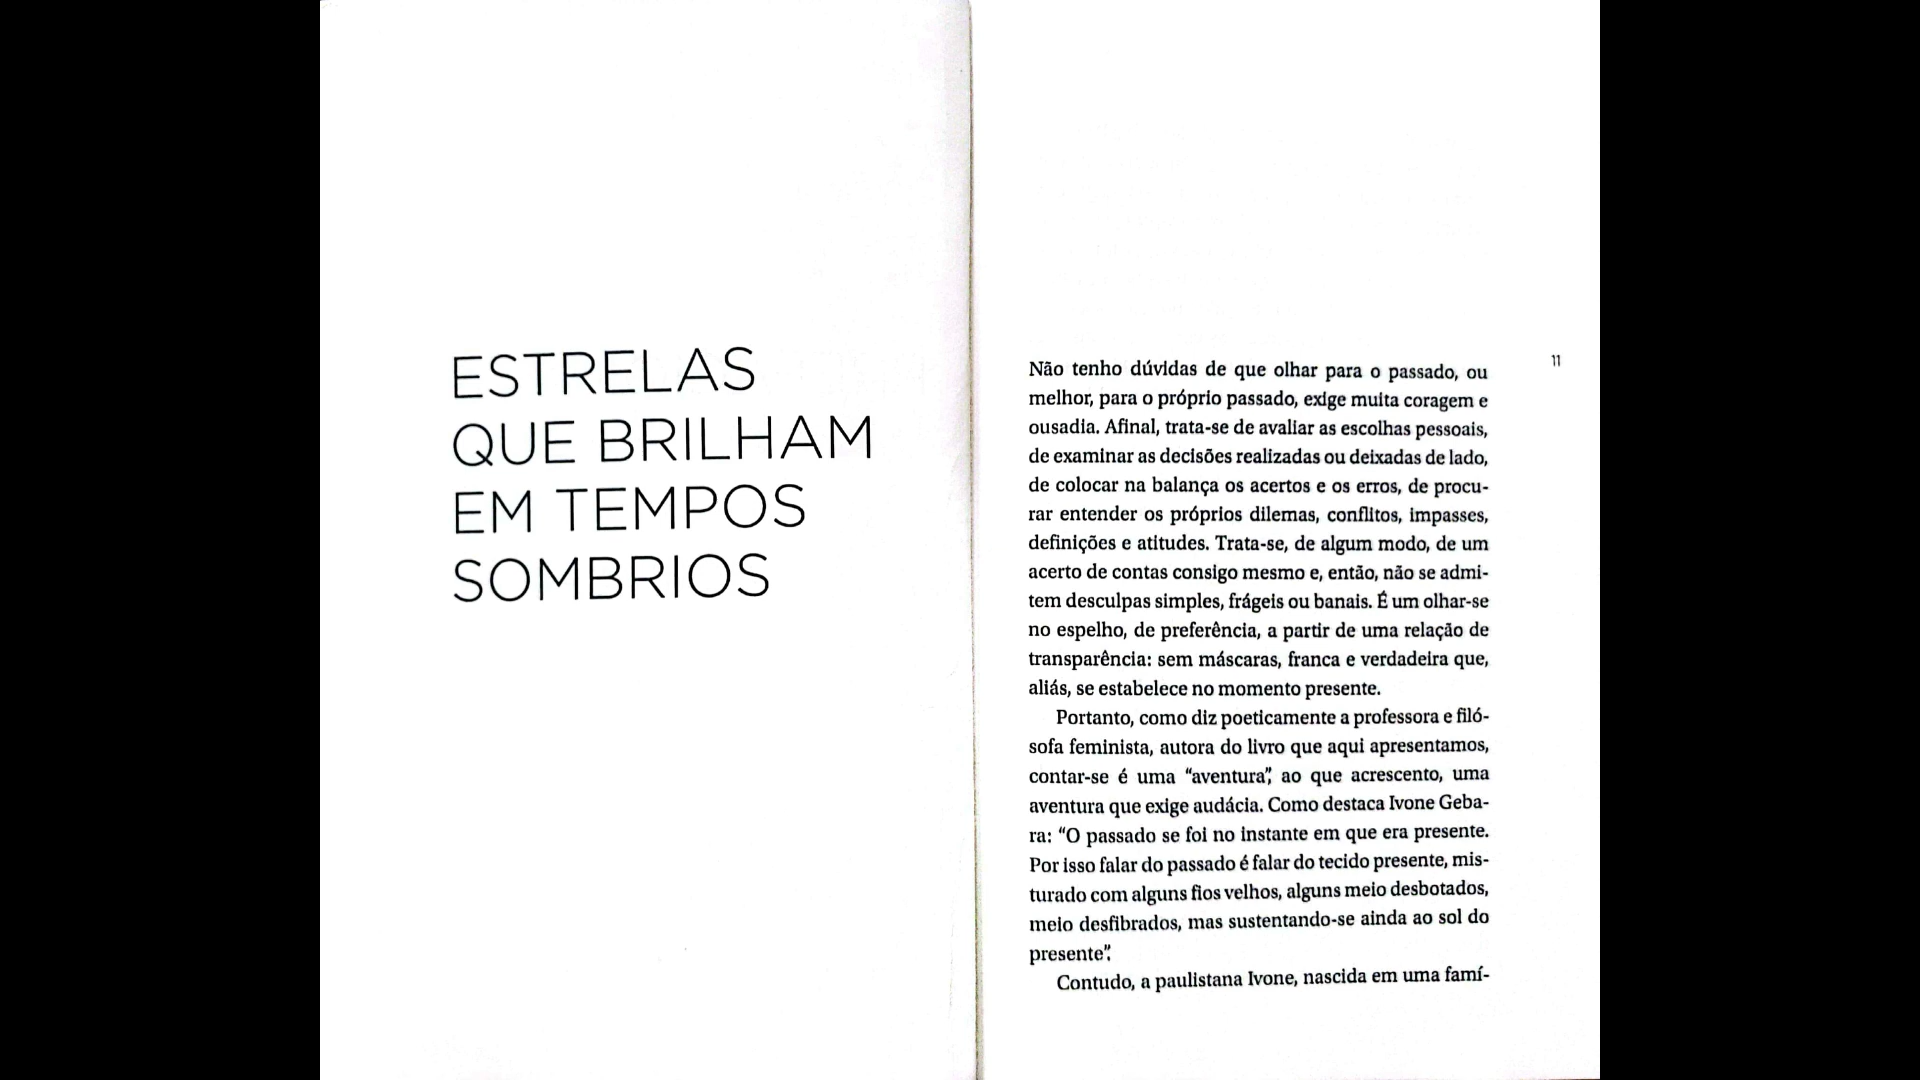 ESTRELAS
QUE BRILHAM
EM TEMPOS
SOMBRIOS
11
Não tenho dúvidas de que olhar para o passado, ou
melhor, para o próprio passado, exige muita coragem e
ousadia. Afinal, trata-se de avaliar as escolhas pessoais,
de examinar as decisões realizadas ou deixadas de lado,
de colocar na balança os acertos e os erros, de procu-
rar entender os próprios dilemas, conflitos, impasses,
definições e atitudes. Trata-se, de algum modo, de um
acerto de contas consigo mesmo e, então, não se admi-
tem desculpas simples, frágeis ou banais. É um olhar-se
no espelho, de preferência, a partir de uma relação de
transparência: sem máscaras, franca e verdadeira que,
aliás, se estabelece no momento presente.
Portanto, como diz poeticamente a professora e filó-
sofa feminista, autora do livro que aqui apresentamos,
contar-se é uma “aventura”, ao que acrescento, uma
aventura que exige audácia. Como destaca Ivone Geba-
ra: “O passado se foi no instante em que era presente.
Por isso falar do passado é falar do tecido presente, mis-
turado com alguns fios velhos, alguns meio desbotados,
meio desfibrados, mas sustentando-se ainda ao sol do
presente”.
Contudo, a paulistana Ivone, nascida em uma famí-